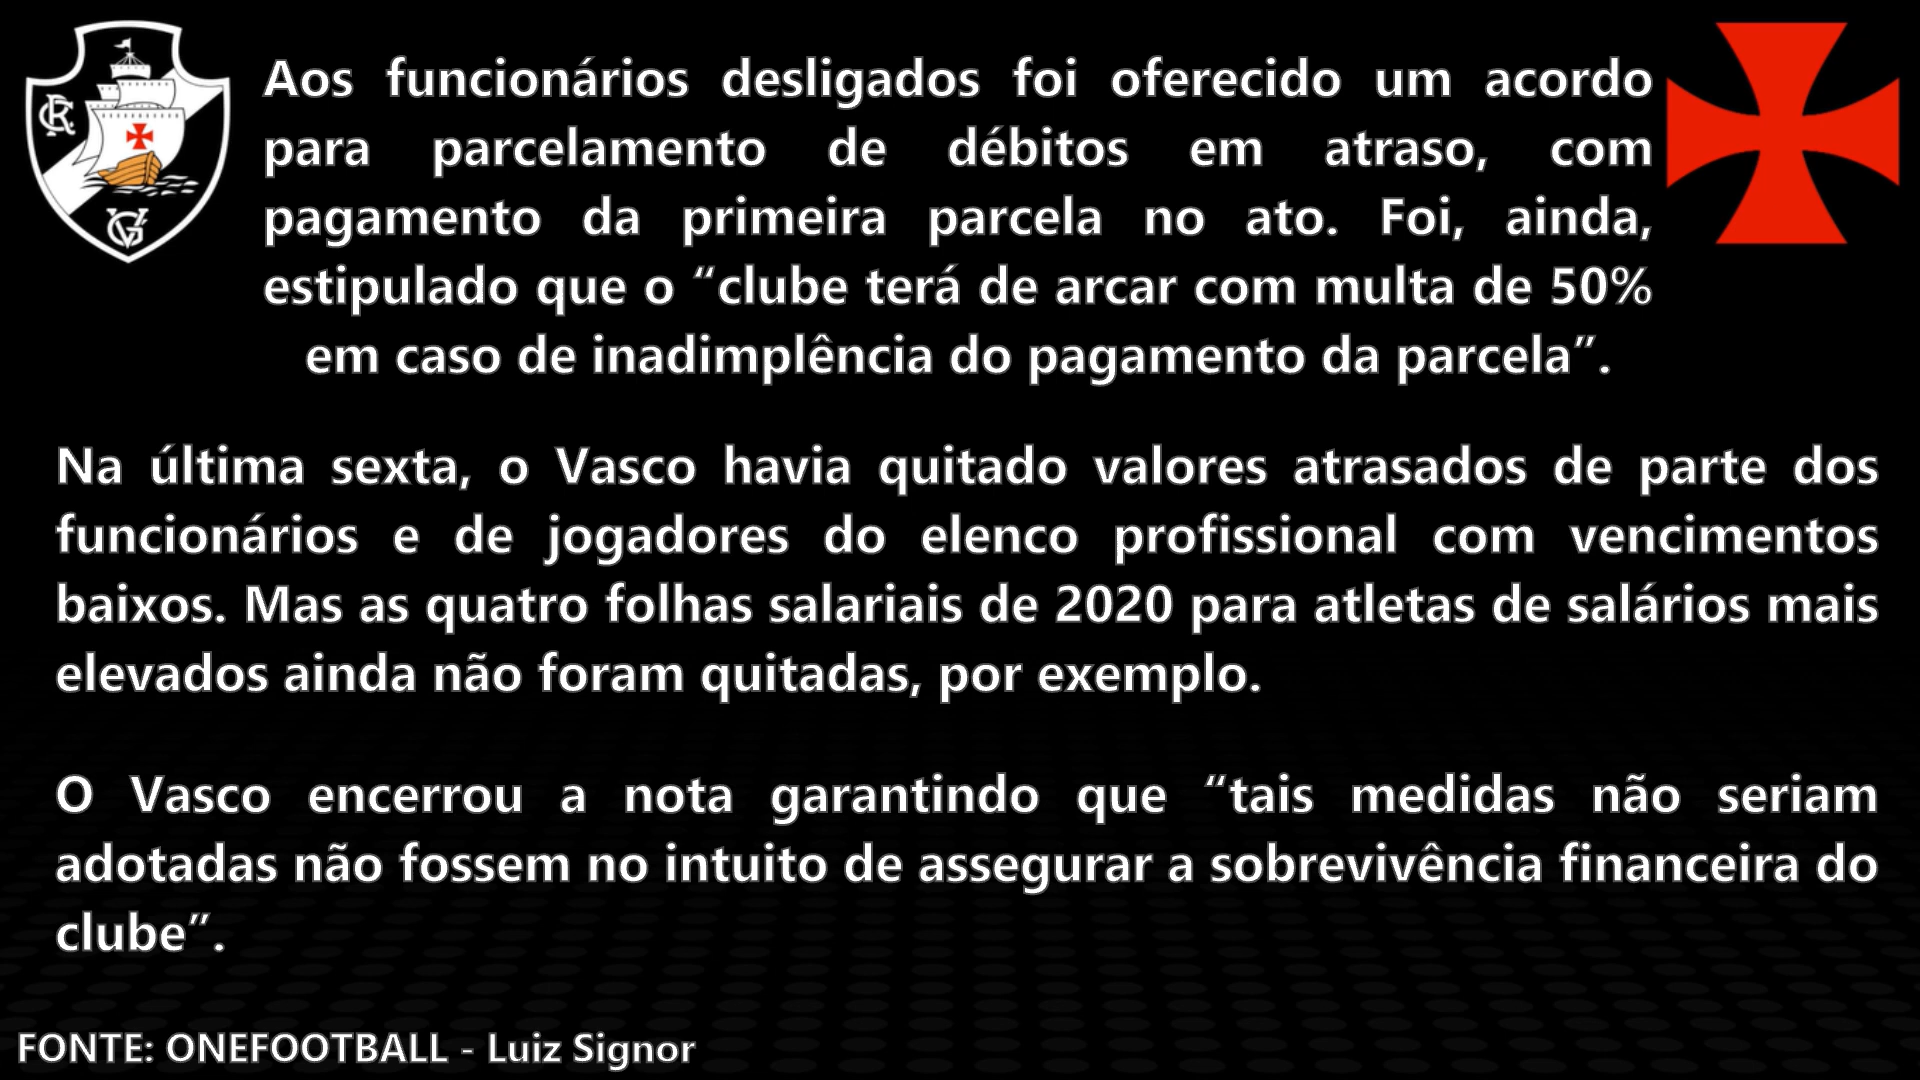 Aos funcionários desligados foi oferecido um acordo
para parcelamento de débitos em atraso, com
pagamento da primeira parcela no ato. Foi, ainda,
estipulado que o “clube terá de arcar com multa de 50%
em caso de inadimplência do pagamento da parcela”.
Na última sexta, o Vasco havia quitado valores atrasados de parte dos
funcionários e de jogadores do elenco profissional com vencimentos
baixos. Mas as quatro folhas salariais de 2020 para atletas de salários mais
elevados ainda não foram quitadas, por exemplo.
O Vasco encerrou a nota garantindo que “tais medidas não seriam
adotadas não fossem no intuito de assegurar a sobrevivência financeira do
clube”.
FONTE: ONEFOOTBALL - Luiz Signor